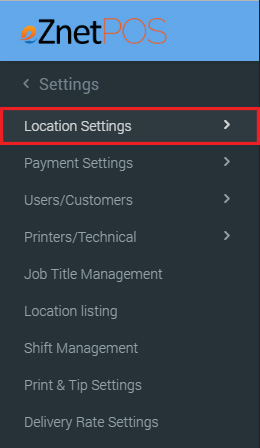 eZnetPOS
Settings
Location Settings
Payment Settings
Users/Customers
Printers/Technical
Job Title Management
Location listing
Shift Management
Print & Tip Settings
Delivery Rate Settings